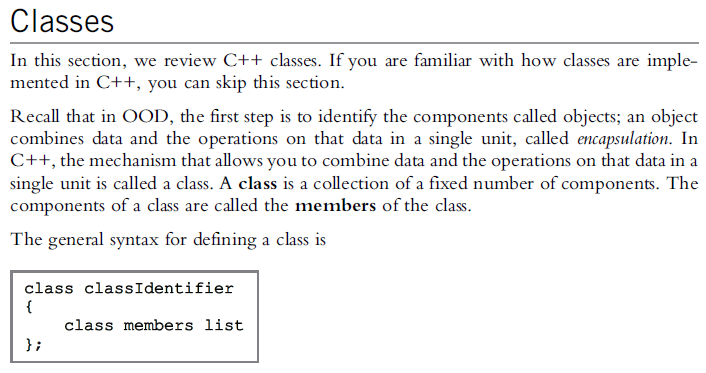 Classes
In this section, we review C++ classes. If you are familiar with how classes are imple-
mented in C++, you can skip this section.
Recall that in OOD, the first step is to identify the components called objects; an object
combines data and the operations on that data in a single unit, called encapsulation. In
C++, the mechanism that allows you to combine data and the operations on that data in a
single unit is called a class. A class is a collection of a fixed number of components. The
components of a class are called the members of the class.
The general syntax for defining a class is
class classIdentifier
{
    class members list
};